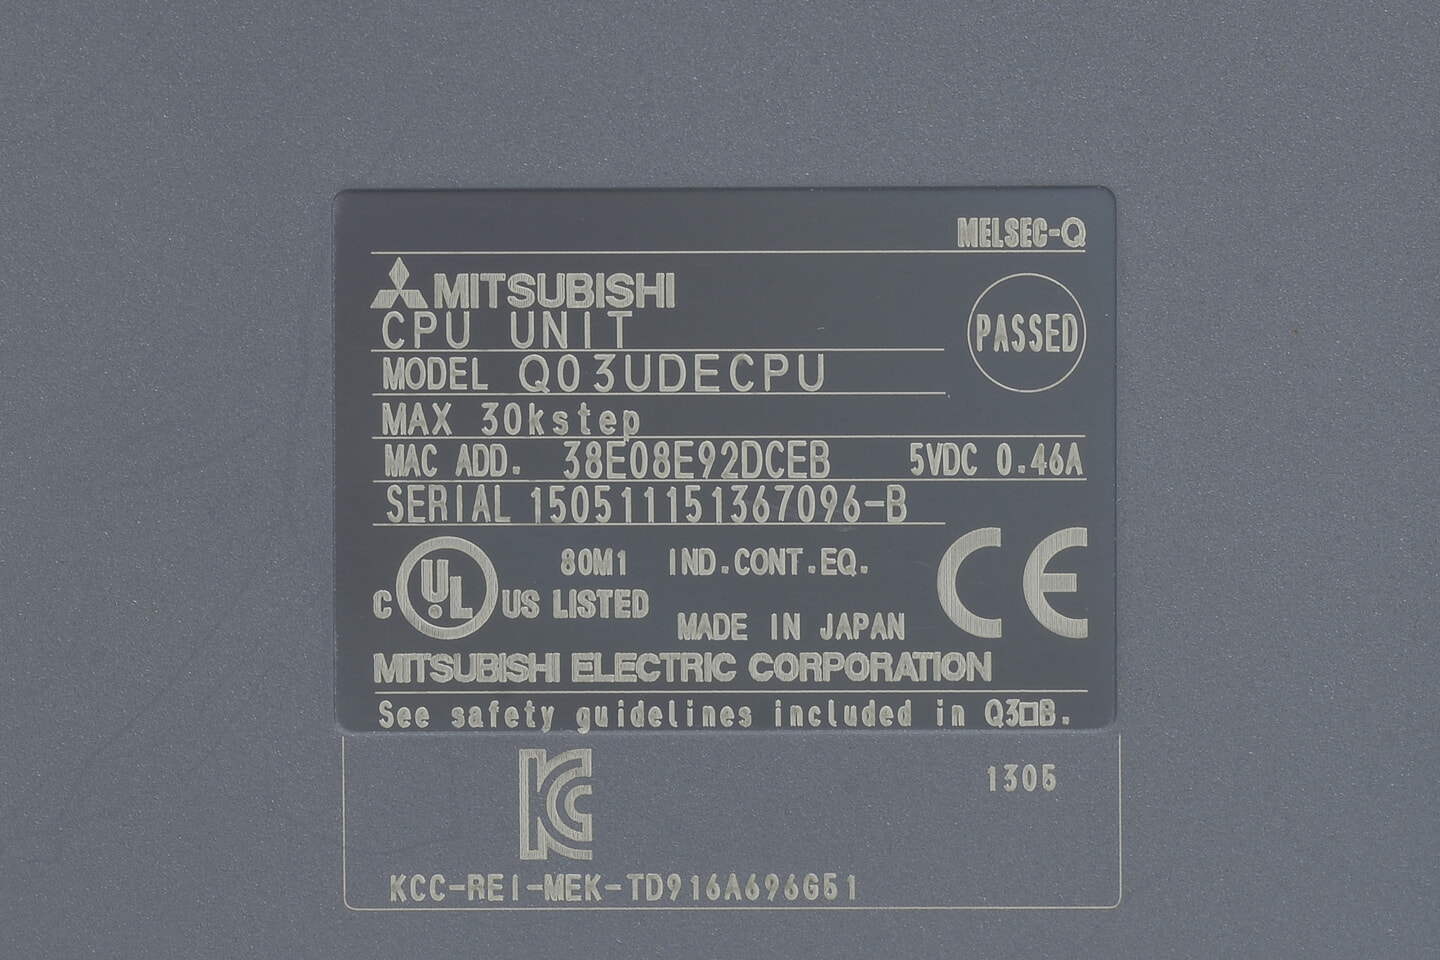 MELSEC-Q
MITSUBISHI
CPU UNIT
PASSED
MODEL Q03UDECPU
MAX 30kstep
MAC ADD. 38E08E92DCEB 5VDC 0.46A
SERIAL 150511151367096-B
C UL US LISTED 80M1 IND.CONT.EQ.
MADE IN JAPAN
CE
MITSUBISHI ELECTRIC CORPORATION
See safety guidelines included in Q3□B.
KC
1305
KCC-REI-MEK-TD916A696G51